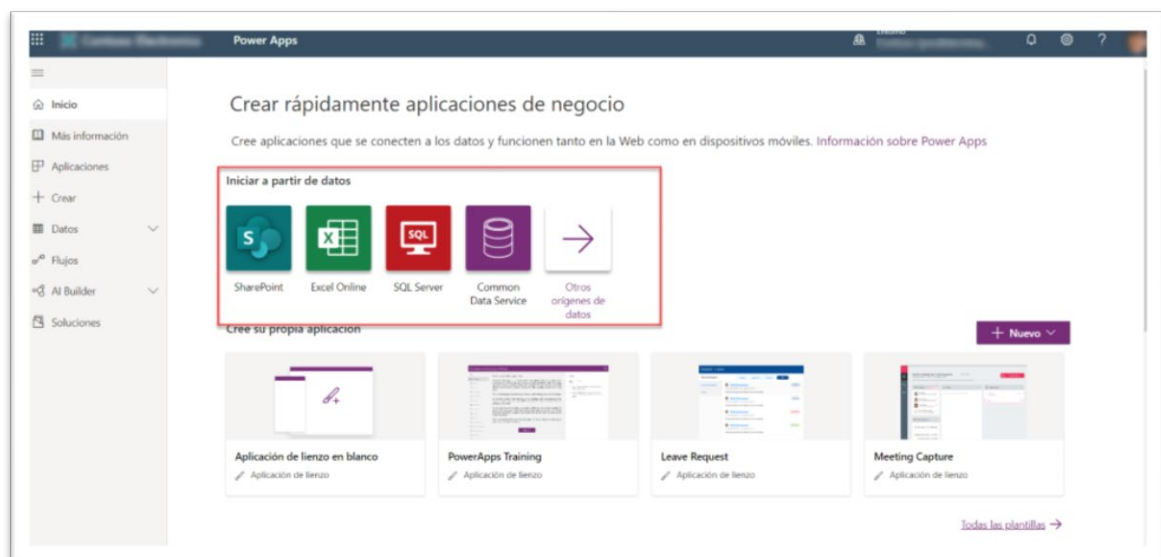 Power Apps
Entorno
?
Inicio
Más información
Aplicaciones
Crear
Datos
Flujos
AI Builder
Soluciones
Crear rápidamente aplicaciones de negocio
Cree aplicaciones que se conecten a los datos y funcionen tanto en la Web como en dispositivos móviles. Información sobre Power Apps
Iniciar a partir de datos
S
X
SQL
SharePoint
Excel Online
SQL Server
Common
Data Service
Otros
orígenes de
datos
Cree su propia aplicación
+ Nuevo
Aplicación de lienzo en blanco
Aplicación de lienzo
PowerApps Training
Aplicación de lienzo
Leave Request
Aplicación de lienzo
Meeting Capture
Aplicación de lienzo
Todas las plantillas →